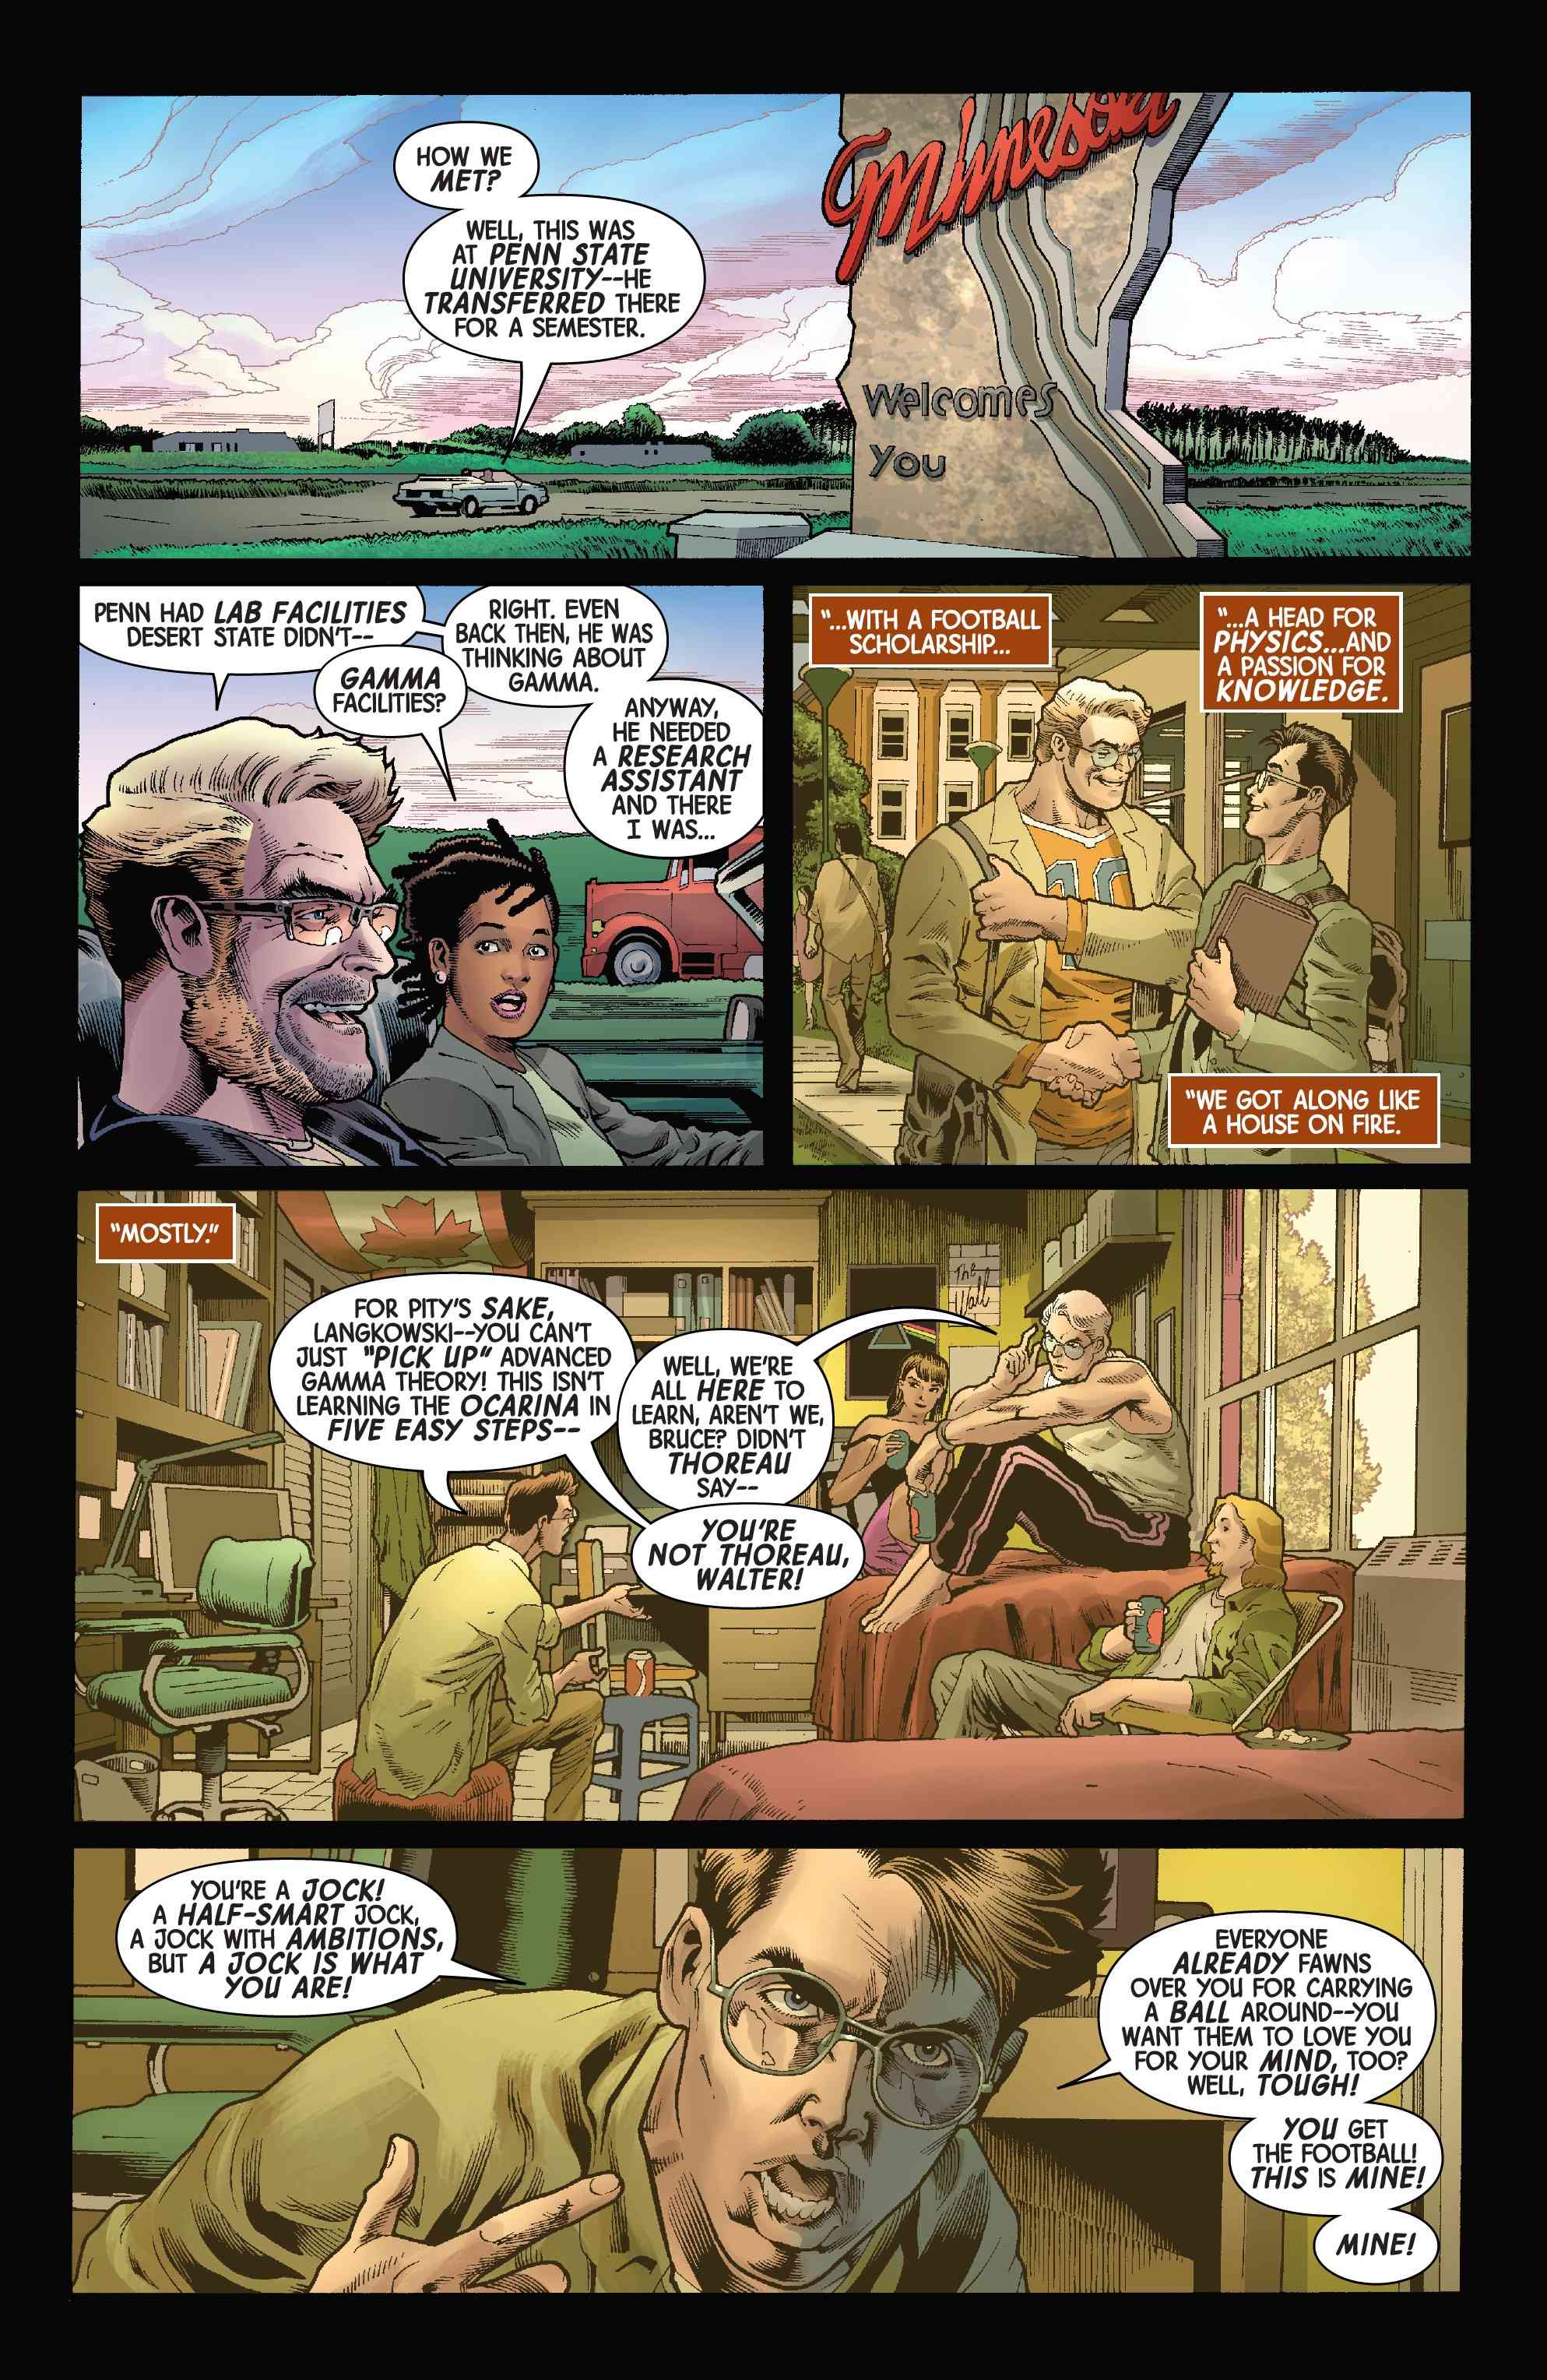 HOW WE
MET?
WELL, THIS WAS
AT PENN STATE
UNIVERSITY--HE
TRANSFERRED THERE
FOR A SEMESTER.
Minnesota
Welcomes
You
PENN HAD LAB FACILITIES
DESERT STATE DIDN'T--
GAMMA
FACILITIES?
RIGHT. EVEN
BACK THEN, HE WAS
THINKING ABOUT
GAMMA.
ANYWAY,
HE NEEDED
A RESEARCH
ASSISTANT
AND THERE
I WAS...
"...WITH A FOOTBALL
SCHOLARSHIP...
"...A HEAD FOR
PHYSICS...AND
A PASSION FOR
KNOWLEDGE.
"WE GOT ALONG LIKE
A HOUSE ON FIRE.
"MOSTLY."
FOR PITY'S SAKE,
LANGKOWSKI--YOU CAN'T
JUST "PICK UP" ADVANCED
GAMMA THEORY! THIS ISN'T
LEARNING THE OCARINA IN
FIVE EASY STEPS--
WELL, WE'RE
ALL HERE TO
LEARN, AREN'T WE,
BRUCE? DIDN'T
THOREAU
SAY--
YOU'RE
NOT THOREAU,
WALTER!
The
Wall
YOU'RE A JOCK!
A HALF-SMART JOCK,
A JOCK WITH AMBITIONS,
BUT A JOCK IS WHAT
YOU ARE!
EVERYONE
ALREADY FAWNS
OVER YOU FOR CARRYING
A BALL AROUND--YOU
WANT THEM TO LOVE YOU
FOR YOUR MIND, TOO?
WELL, TOUGH!
YOU GET
THE FOOTBALL!
THIS IS MINE!
MINE!